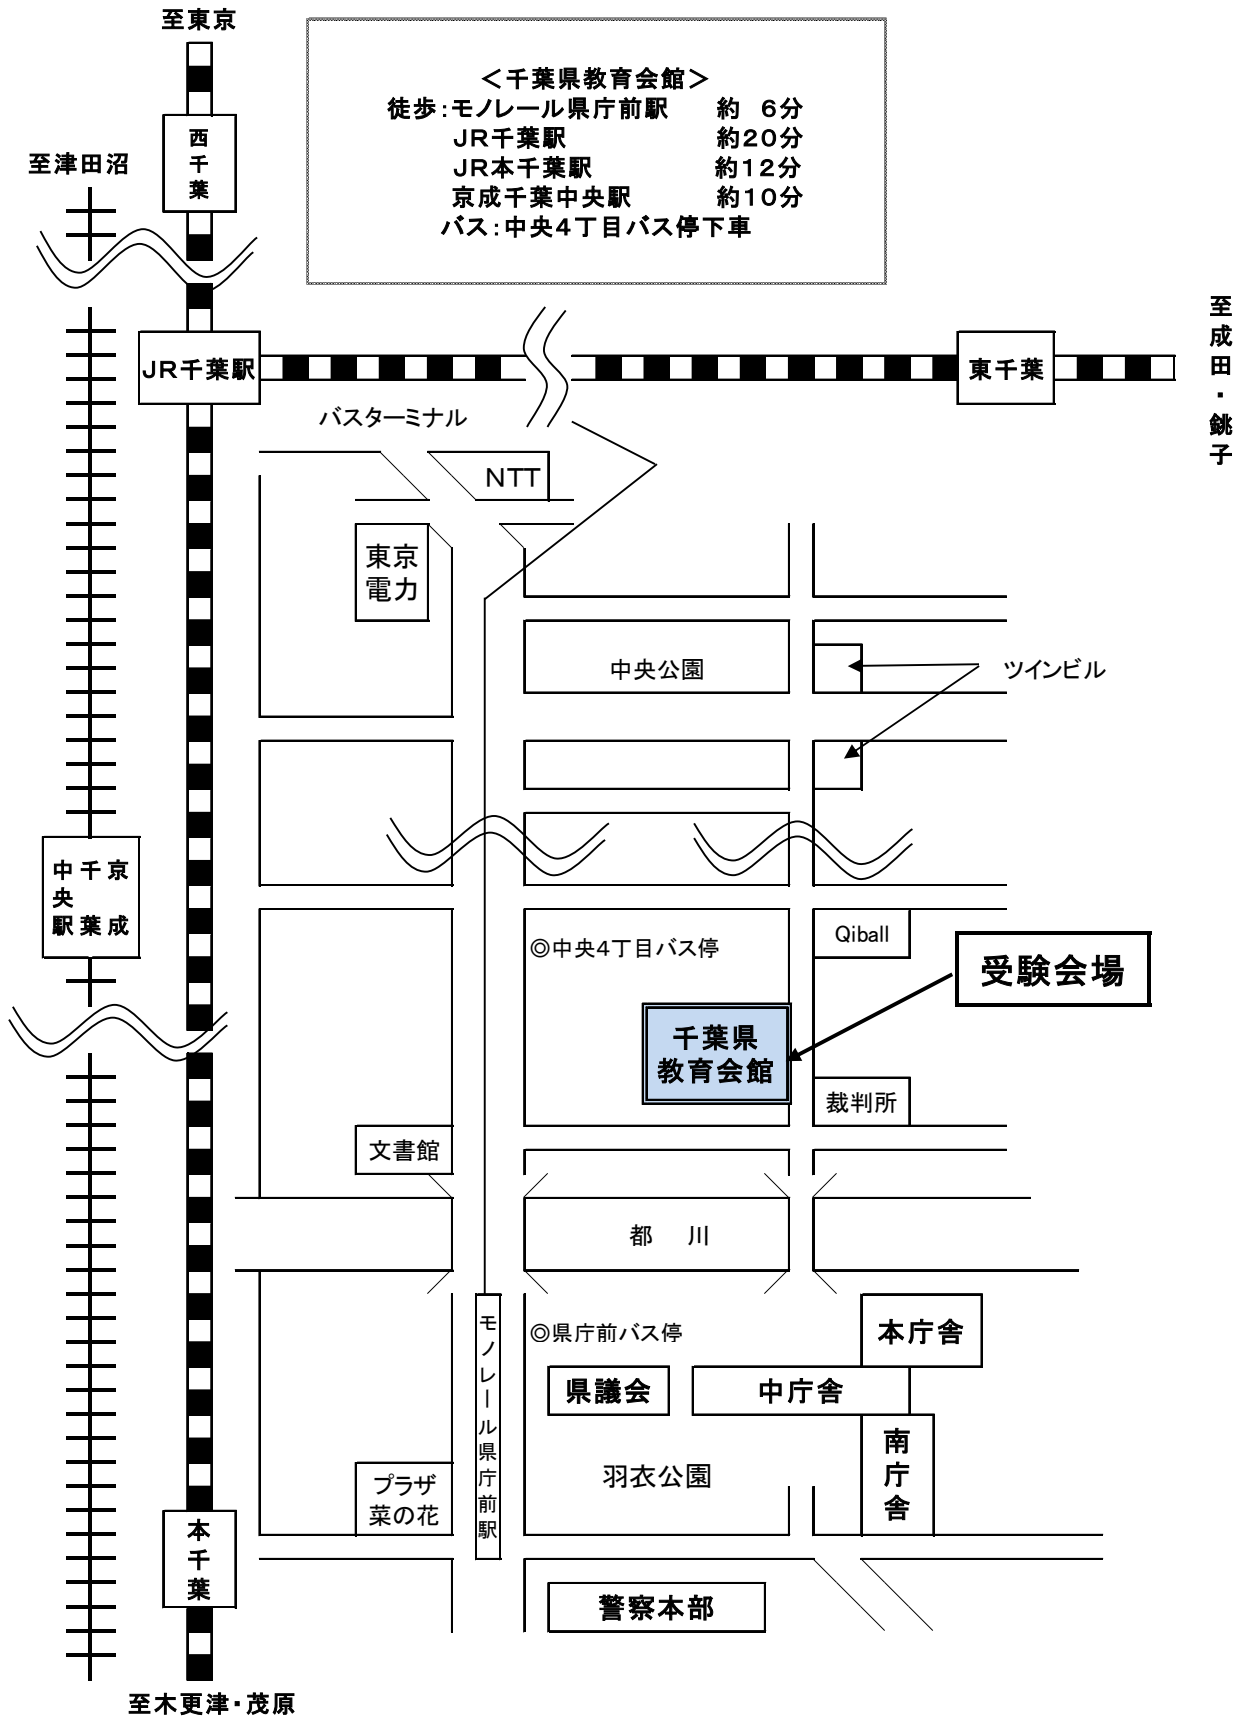 至東京
＜千葉県教育会館＞
徒歩：モノレール県庁前駅　約　６分
ＪＲ千葉駅　約２０分
ＪＲ本千葉駅　約１２分
京成千葉中央駅　約１０分
バス：中央４丁目バス停下車
西千葉
至津田沼
至成田・銚子
ＪＲ千葉駅
東千葉
バスターミナル
NTT
東京
電力
中央公園
ツインビル
京成
千葉
中央駅
◎中央４丁目バス停
Qiball
受験会場
千葉県
教育会館
裁判所
文書館
都　川
モノレール県庁前駅
◎県庁前バス停
本庁舎
県議会
中庁舎
南庁舎
羽衣公園
プラザ
菜の花
本千葉
警察本部
至木更津・茂原